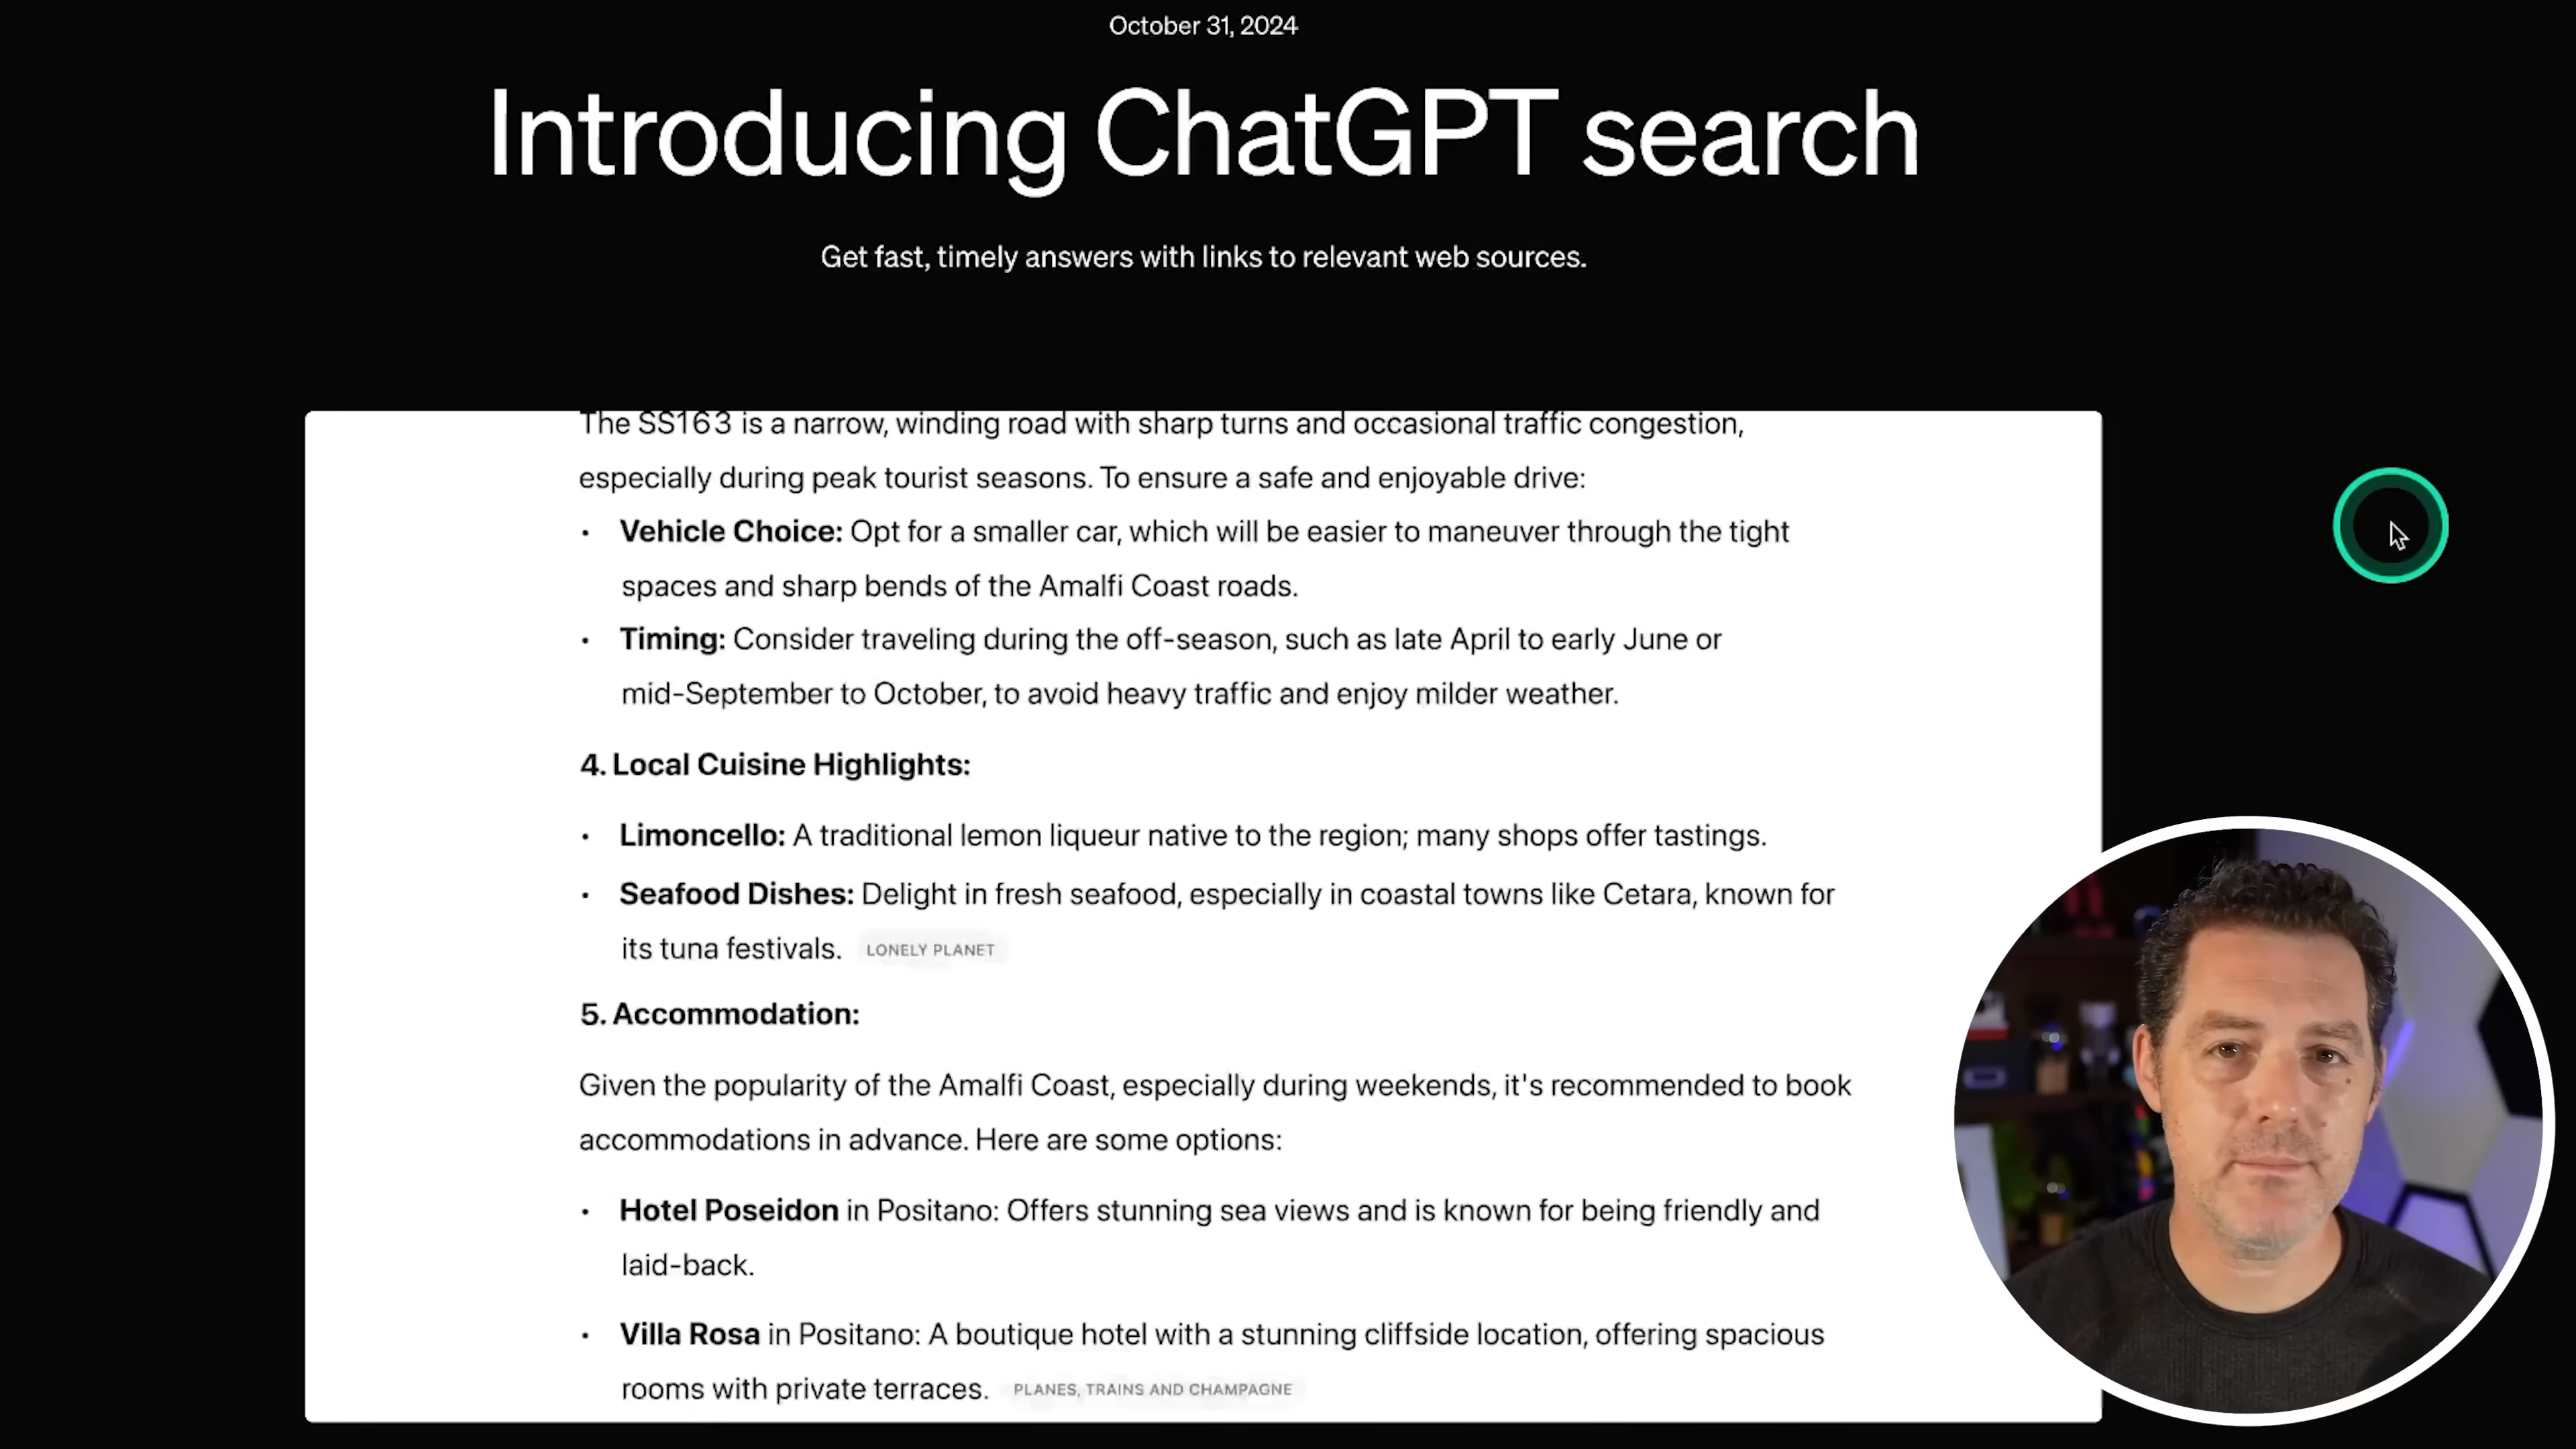 October 31, 2024
Introducing ChatGPT search
Get fast, timely answers with links to relevant web sources.
The SS163 is a narrow, winding road with sharp turns and occasional traffic congestion,
especially during peak tourist seasons. To ensure a safe and enjoyable drive:
• Vehicle Choice: Opt for a smaller car, which will be easier to maneuver through the tight
spaces and sharp bends of the Amalfi Coast roads.
• Timing: Consider traveling during the off-season, such as late April to early June or
mid-September to October, to avoid heavy traffic and enjoy milder weather.
4. Local Cuisine Highlights:
• Limoncello: A traditional lemon liqueur native to the region; many shops offer tastings.
• Seafood Dishes: Delight in fresh seafood, especially in coastal towns like Cetara, known for
its tuna festivals. LONELY PLANET
5. Accommodation:
Given the popularity of the Amalfi Coast, especially during weekends, it's recommended to book
accommodations in advance. Here are some options:
• Hotel Poseidon in Positano: Offers stunning sea views and is known for being friendly and
laid-back.
• Villa Rosa in Positano: A boutique hotel with a stunning cliffside location, offering spacious
rooms with private terraces. PLANES, TRAINS AND CHAMPAGNE